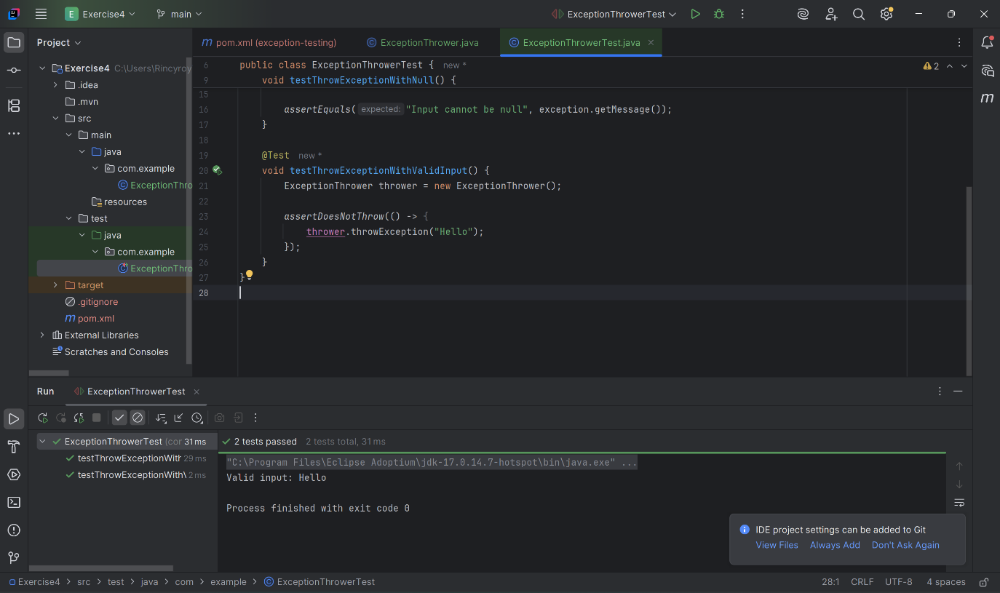 E Exercise4 main ExceptionThrowerTest
Project
pom.xml (exception-testing) ExceptionThrower.java ExceptionThrowerTest.java
Exercise4 C:\Users\Rincyroy
.idea
.mvn
src
main
java
com.example
ExceptionThro
resources
test
java
com.example
ExceptionThro
target
.gitignore
m pom.xml
External Libraries
Scratches and Consoles
6 public class ExceptionThrowerTest { new *
9 void testThrowExceptionWithNull() {
2
15
16 assertEquals( expected: "Input cannot be null", exception.getMessage());
17 }
18
19 @Test new *
20 void testThrowExceptionWithValidInput() {
21 ExceptionThrower thrower = new ExceptionThrower();
22
23 assertDoesNotThrow(() -> {
24 thrower.throwException("Hello");
25 });
26 }
27 }
28
Run ExceptionThrowerTest
ExceptionThrowerTest (cor 31 ms
testThrowExceptionWith 29 ms
testThrowExceptionWith\ 2 ms
2 tests passed 2 tests total, 31 ms
"C:\Program Files\Eclipse Adoptium\jdk-17.0.14.7-hotspot\bin\java.exe" ...
Valid input: Hello
Process finished with exit code 0
IDE project settings can be added to Git
View Files Always Add Don't Ask Again
Exercise4 > src > test > java > com > example > ExceptionThrowerTest
28:1 CRLF UTF-8 4 spaces